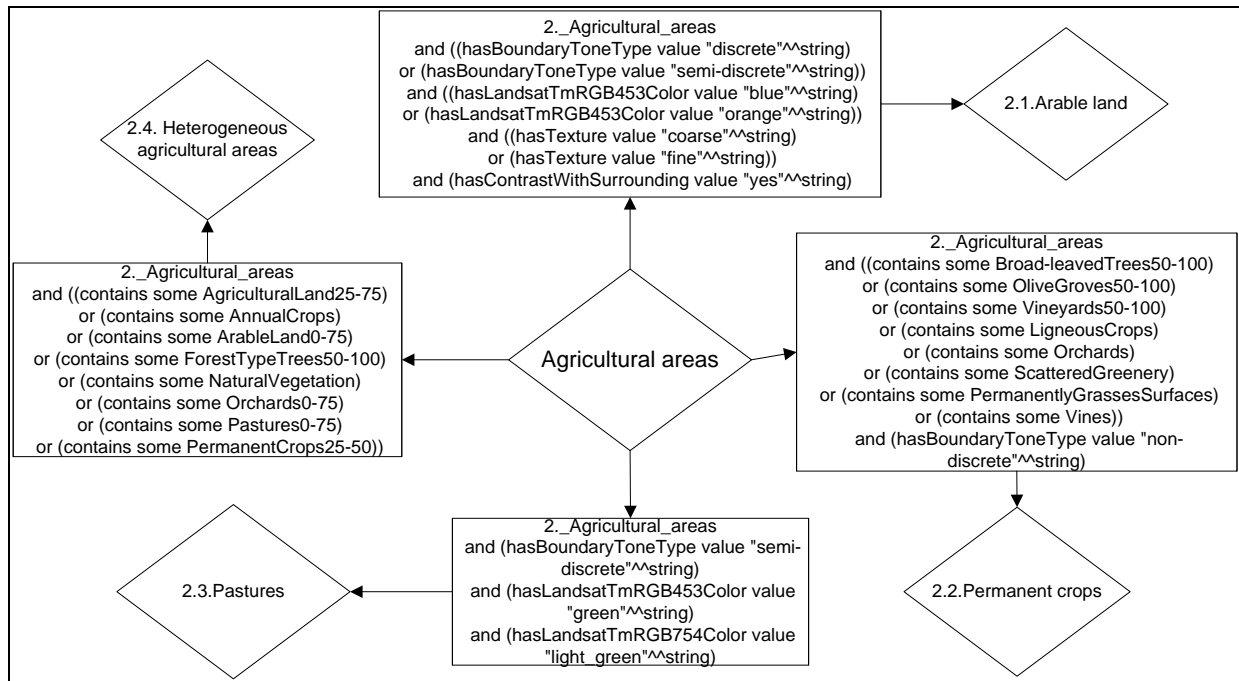 2._Agricultural_areas
and ((hasBoundaryToneType value "discrete"^^string)
or (hasBoundaryToneType value "semi-discrete"^^string))
and ((hasLandsatTmRGB453Color value "blue"^^string)
or (hasLandsatTmRGB453Color value "orange"^^string))
and ((hasTexture value "coarse"^^string)
or (hasTexture value "fine"^^string))
and (hasContrastWithSurrounding value "yes"^^string)
2.1.Arable land
2.4. Heterogeneous
agricultural areas
2._Agricultural_areas
and ((contains some AgriculturalLand25-75)
or (contains some AnnualCrops)
or (contains some ArableLand0-75)
or (contains some ForestTypeTrees50-100)
or (contains some NaturalVegetation)
or (contains some Orchards0-75)
or (contains some Pastures0-75)
or (contains some PermanentCrops25-50))
Agricultural areas
2._Agricultural_areas
and ((contains some Broad-leavedTrees50-100)
or (contains some OliveGroves50-100)
or (contains some Vineyards50-100)
or (contains some LigneousCrops)
or (contains some Orchards)
or (contains some ScatteredGreenery)
or (contains some PermanentlyGrassesSurfaces)
or (contains some Vines))
and (hasBoundaryToneType value "non-
discrete"^^string)
2.3.Pastures
2._Agricultural_areas
and (hasBoundaryToneType value "semi-
discrete"^^string)
and (hasLandsatTmRGB453Color value
"green"^^string)
and (hasLandsatTmRGB754Color value
"light_green"^^string)
2.2.Permanent crops